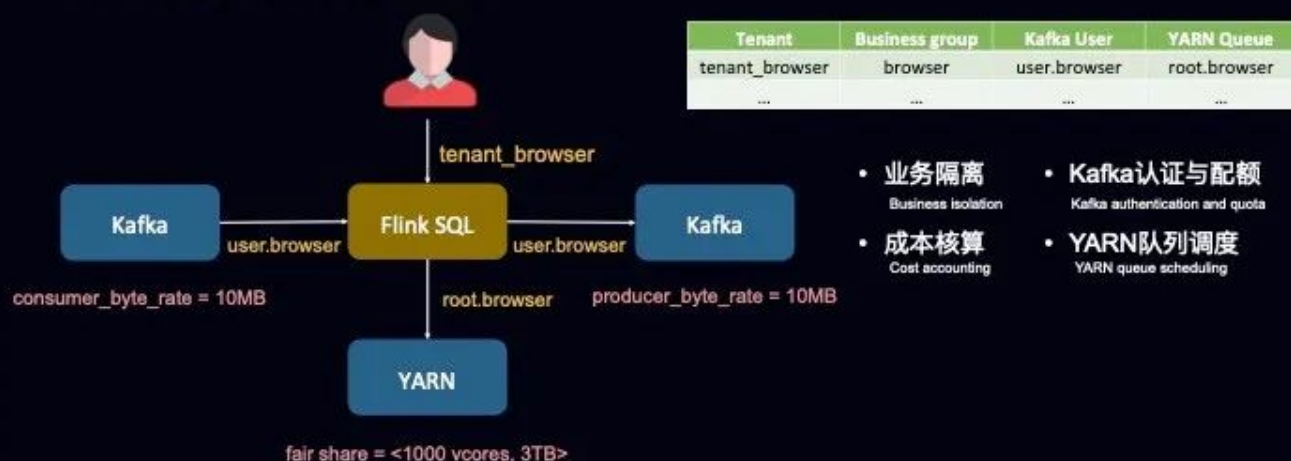 Tenant Business group Kafka User YARN Queue
tenant_browser browser user.browser root.browser
... ... ... ...
tenant_browser
Kafka
user.browser
Flink SQL
user.browser
Kafka
consumer_byte_rate = 10MB
root.browser
producer_byte_rate = 10MB
YARN
fair share = <1000 vcores, 3TB>
• 业务隔离
Business isolation
• 成本核算
Cost accounting
• Kafka认证与配额
Kafka authentication and quota
• YARN队列调度
YARN queue scheduling